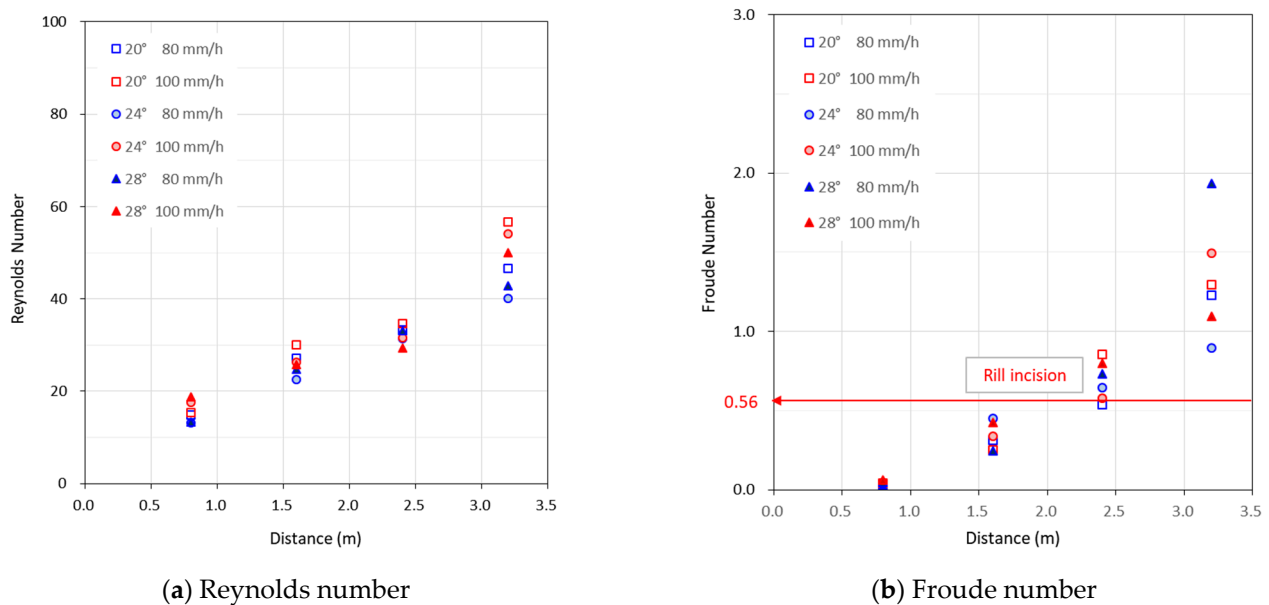 100
80
60
40
20
0
Reynolds Number
20° 80 mm/h
20° 100 mm/h
24° 80 mm/h
24° 100 mm/h
28° 80 mm/h
28° 100 mm/h
0.0 0.5 1.0 1.5 2.0 2.5 3.0 3.5
Distance (m)
(a) Reynolds number
3.0
2.0
1.0
0.56
0.0
Froude Number
20° 80 mm/h
20° 100 mm/h
24° 80 mm/h
24° 100 mm/h
28° 80 mm/h
28° 100 mm/h
Rill incision
0.0 0.5 1.0 1.5 2.0 2.5 3.0 3.5
Distance (m)
(b) Froude number